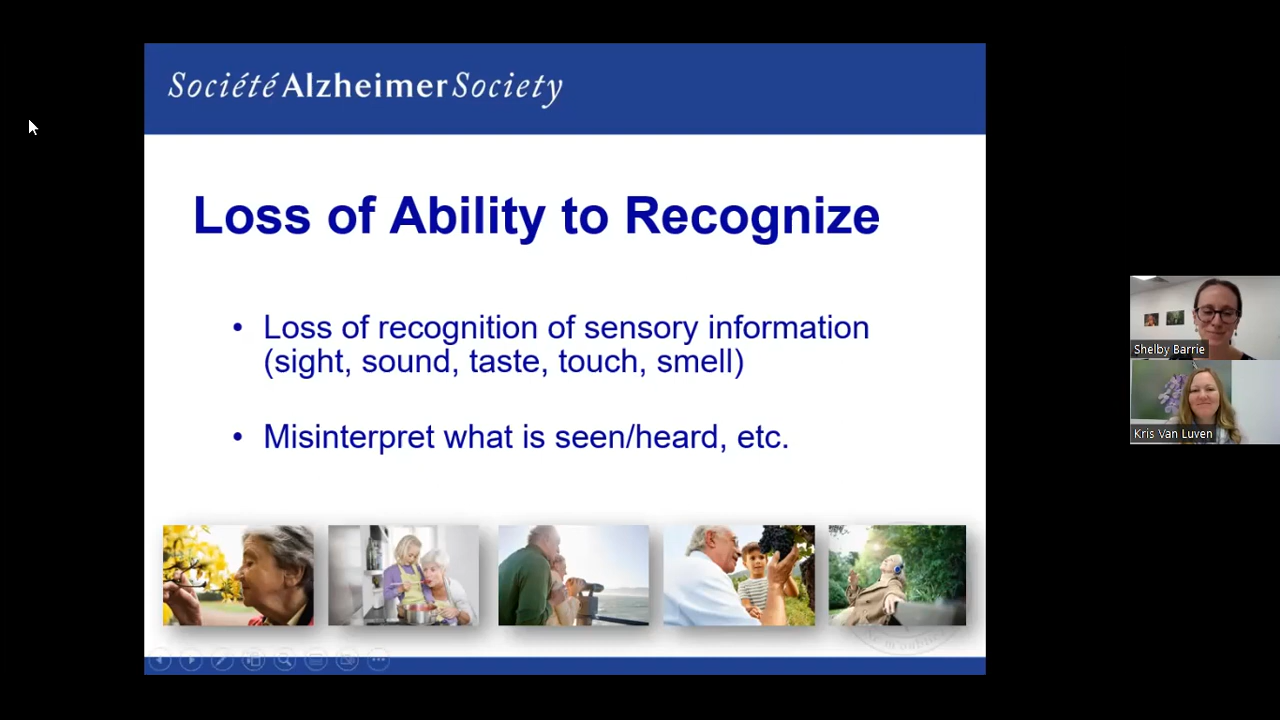 Société Alzheimer Society
Loss of Ability to Recognize
• Loss of recognition of sensory information
(sight, sound, taste, touch, smell)
• Misinterpret what is seen/heard, etc.
Shelby Barrie
Kris Van Luven